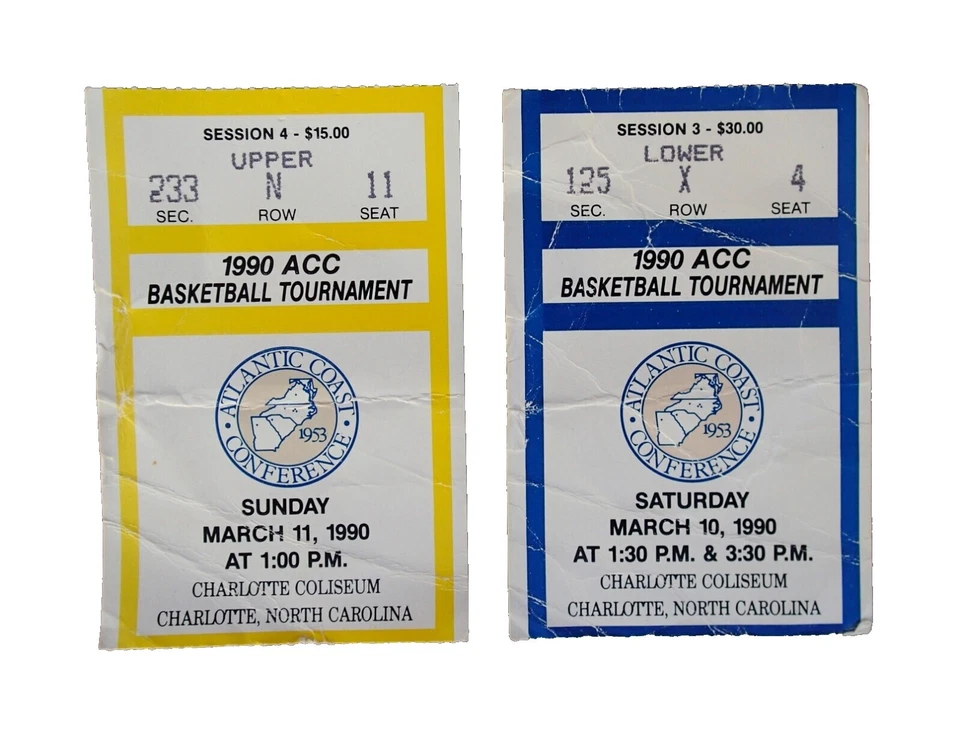 SESSION 4 - $15.00
UPPER
233 N 11
SEC. ROW SEAT
1990 ACC
BASKETBALL TOURNAMENT
ATLANTIC COAST
CONFERENCE
1953
SUNDAY
MARCH 11, 1990
AT 1:00 P.M.
CHARLOTTE COLISEUM
CHARLOTTE, NORTH CAROLINA
SESSION 3 - $30.00
LOWER
125 X 4
SEC. ROW SEAT
1990 ACC
BASKETBALL TOURNAMENT
ATLANTIC COAST
CONFERENCE
1953
SATURDAY
MARCH 10, 1990
AT 1:30 P.M. & 3:30 P.M.
CHARLOTTE COLISEUM
CHARLOTTE, NORTH CAROLINA